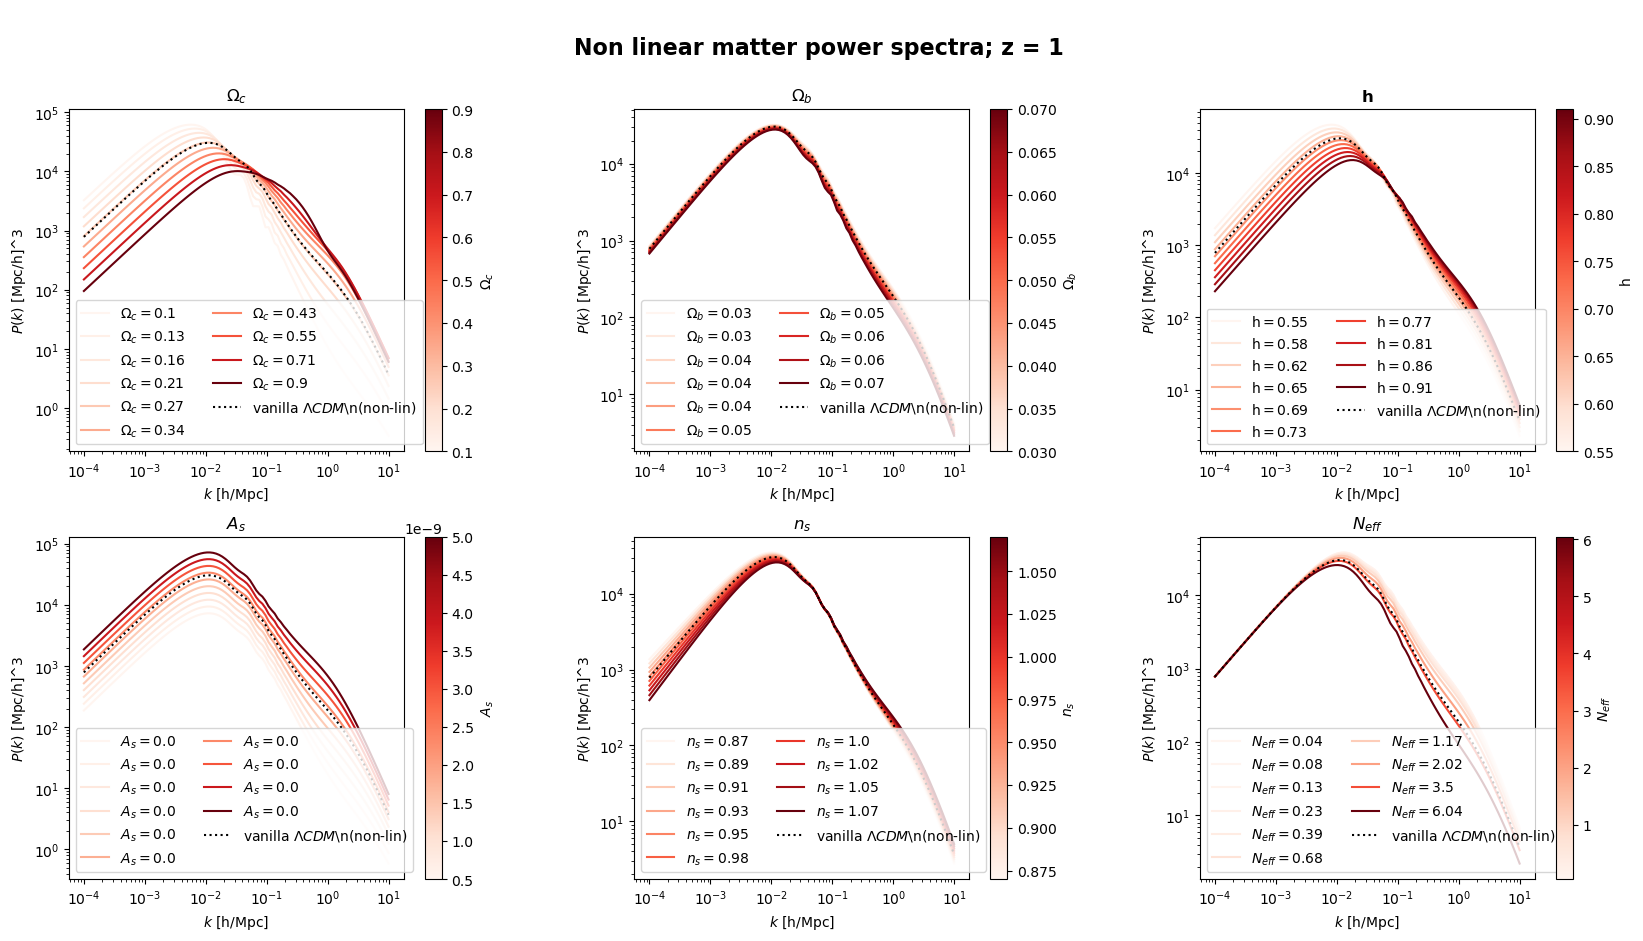 Non linear matter power spectra; z = 1
Ω_c
10^5
10^4
10^3
10^2
10^1
10^0
P(k) [Mpc/h]^3
Ω_c = 0.1
Ω_c = 0.13
Ω_c = 0.16
Ω_c = 0.21
Ω_c = 0.27
Ω_c = 0.34
Ω_c = 0.43
Ω_c = 0.55
Ω_c = 0.71
Ω_c = 0.9
vanilla ΛCDM\n(non-lin)
10^−4 10^−3 10^−2 10^−1 10^0 10^1
k [h/Mpc]
0.9
0.8
0.7
0.6
0.5
0.4
0.3
0.2
0.1
Ω_c
Ω_b
10^4
10^3
10^2
10^1
P(k) [Mpc/h]^3
Ω_b = 0.03
Ω_b = 0.03
Ω_b = 0.04
Ω_b = 0.04
Ω_b = 0.04
Ω_b = 0.05
Ω_b = 0.05
Ω_b = 0.06
Ω_b = 0.06
Ω_b = 0.07
vanilla ΛCDM\n(non-lin)
10^−4 10^−3 10^−2 10^−1 10^0 10^1
k [h/Mpc]
0.070
0.065
0.060
0.055
0.050
0.045
0.040
0.035
0.030
Ω_b
h
10^4
10^3
10^2
10^1
P(k) [Mpc/h]^3
h = 0.55
h = 0.58
h = 0.62
h = 0.65
h = 0.69
h = 0.73
h = 0.77
h = 0.81
h = 0.86
h = 0.91
vanilla ΛCDM\n(non-lin)
10^−4 10^−3 10^−2 10^−1 10^0 10^1
k [h/Mpc]
0.90
0.85
0.80
0.75
0.70
0.65
0.60
0.55
h
A_s
10^5
10^4
10^3
10^2
10^1
10^0
P(k) [Mpc/h]^3
A_s = 0.0
A_s = 0.0
A_s = 0.0
A_s = 0.0
A_s = 0.0
A_s = 0.0
A_s = 0.0
A_s = 0.0
A_s = 0.0
A_s = 0.0
vanilla ΛCDM\n(non-lin)
10^−4 10^−3 10^−2 10^−1 10^0 10^1
k [h/Mpc]
1e−9
5.0
4.5
4.0
3.5
3.0
2.5
2.0
1.5
1.0
0.5
A_s
n_s
10^4
10^3
10^2
10^1
P(k) [Mpc/h]^3
n_s = 0.87
n_s = 0.89
n_s = 0.91
n_s = 0.93
n_s = 0.95
n_s = 0.98
n_s = 1.0
n_s = 1.02
n_s = 1.05
n_s = 1.07
vanilla ΛCDM\n(non-lin)
10^−4 10^−3 10^−2 10^−1 10^0 10^1
k [h/Mpc]
1.050
1.025
1.000
0.975
0.950
0.925
0.900
0.875
n_s
N_eff
10^4
10^3
10^2
10^1
P(k) [Mpc/h]^3
N_eff = 0.04
N_eff = 0.08
N_eff = 0.13
N_eff = 0.23
N_eff = 0.39
N_eff = 0.68
N_eff = 1.17
N_eff = 2.02
N_eff = 3.5
N_eff = 6.04
vanilla ΛCDM\n(non-lin)
10^−4 10^−3 10^−2 10^−1 10^0 10^1
k [h/Mpc]
6
5
4
3
2
1
N_eff